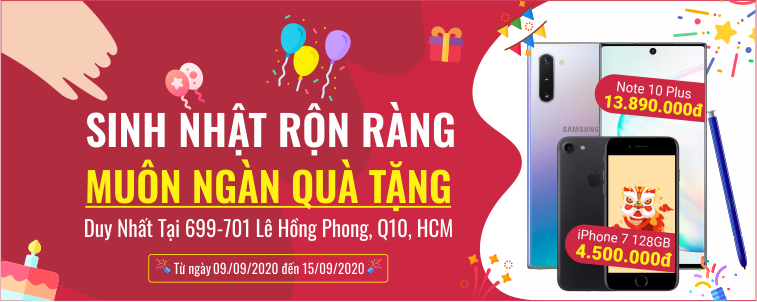 SINH NHẬT RỘN RÀNG
MUÔN NGÀN QUÀ TẶNG
Duy Nhất Tại 699-701 Lê Hồng Phong, Q10, HCM
Từ ngày 09/09/2020 đến 15/09/2020
Note 10 Plus
13.890.000đ
SAMSUNG
iPhone 7 128GB
4.500.000đ